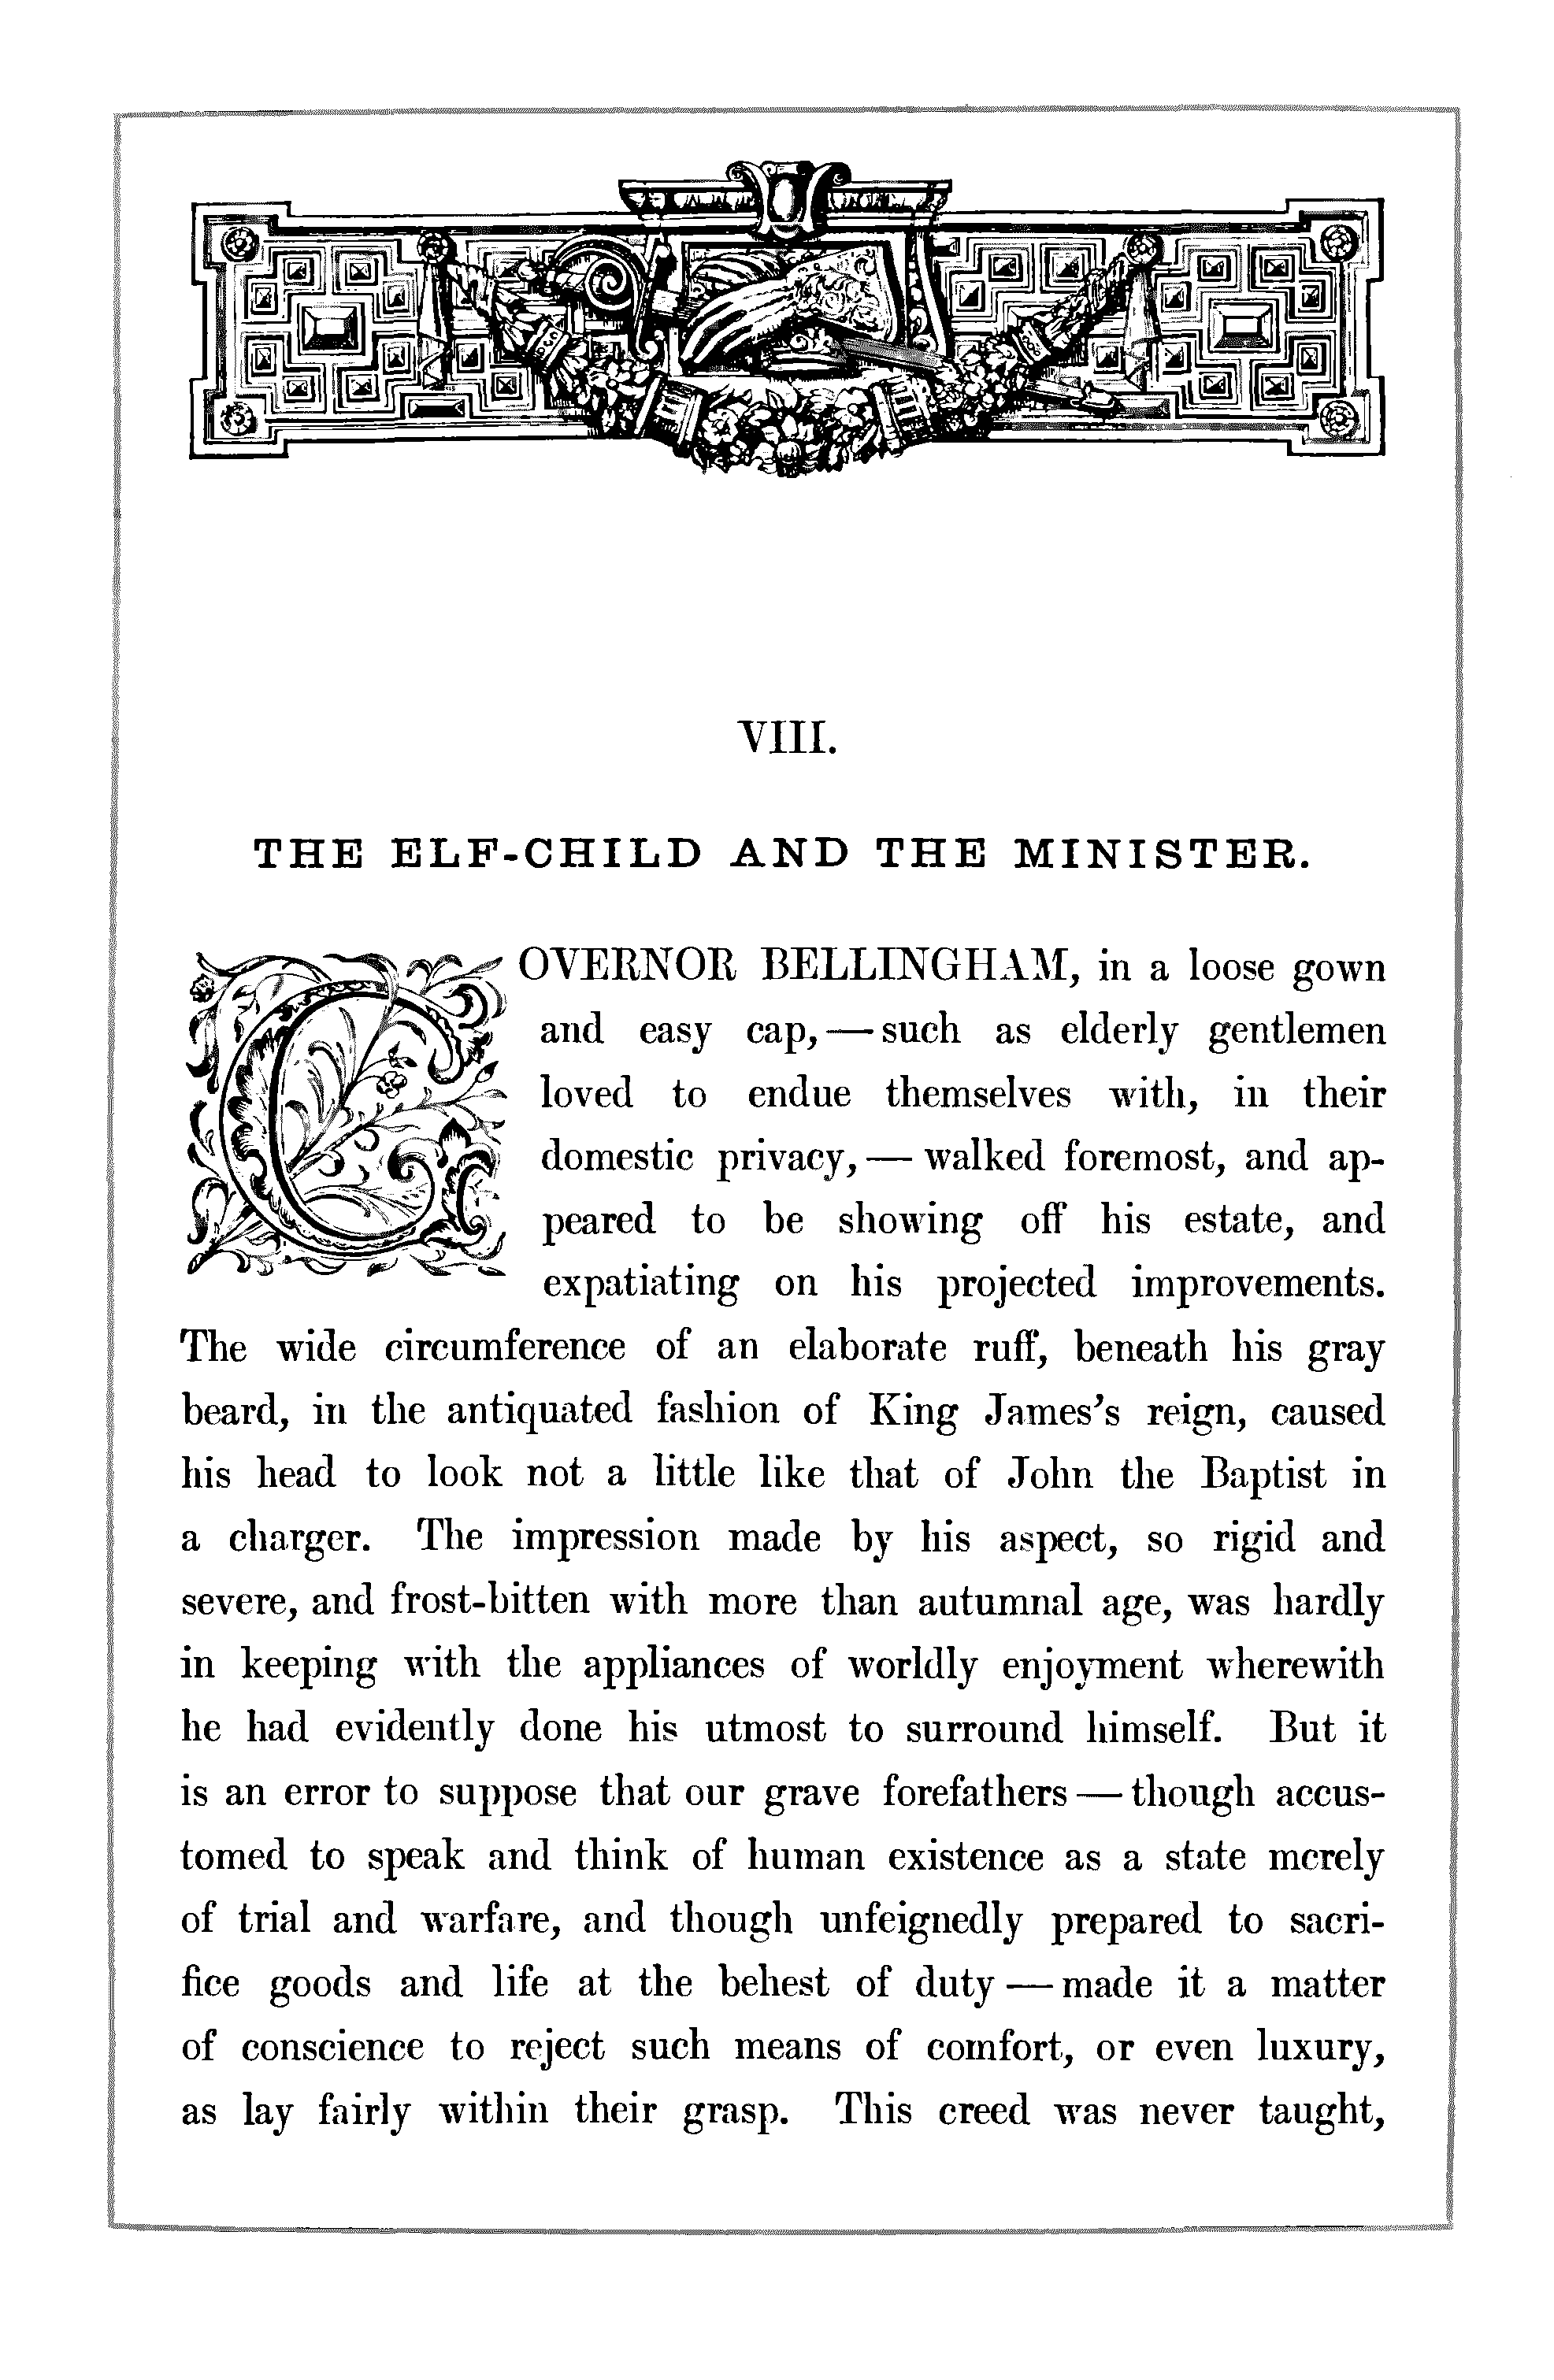 VIII.
THE ELF-CHILD AND THE MINISTER.
GOVERNOR BELLINGHAM, in a loose gown
and easy cap,—such as elderly gentlemen
loved to endue themselves with, in their
domestic privacy,—walked foremost, and ap-
peared to be showing off his estate, and
expatiating on his projected improvements.
The wide circumference of an elaborate ruff, beneath his gray
beard, in the antiquated fashion of King James's reign, caused
his head to look not a little like that of John the Baptist in
a charger. The impression made by his aspect, so rigid and
severe, and frost-bitten with more than autumnal age, was hardly
in keeping with the appliances of worldly enjoyment wherewith
he had evidently done his utmost to surround himself. But it
is an error to suppose that our grave forefathers—though accus-
tomed to speak and think of human existence as a state merely
of trial and warfare, and though unfeignedly prepared to sacri-
fice goods and life at the behest of duty—made it a matter
of conscience to reject such means of comfort, or even luxury,
as lay fairly within their grasp. This creed was never taught,